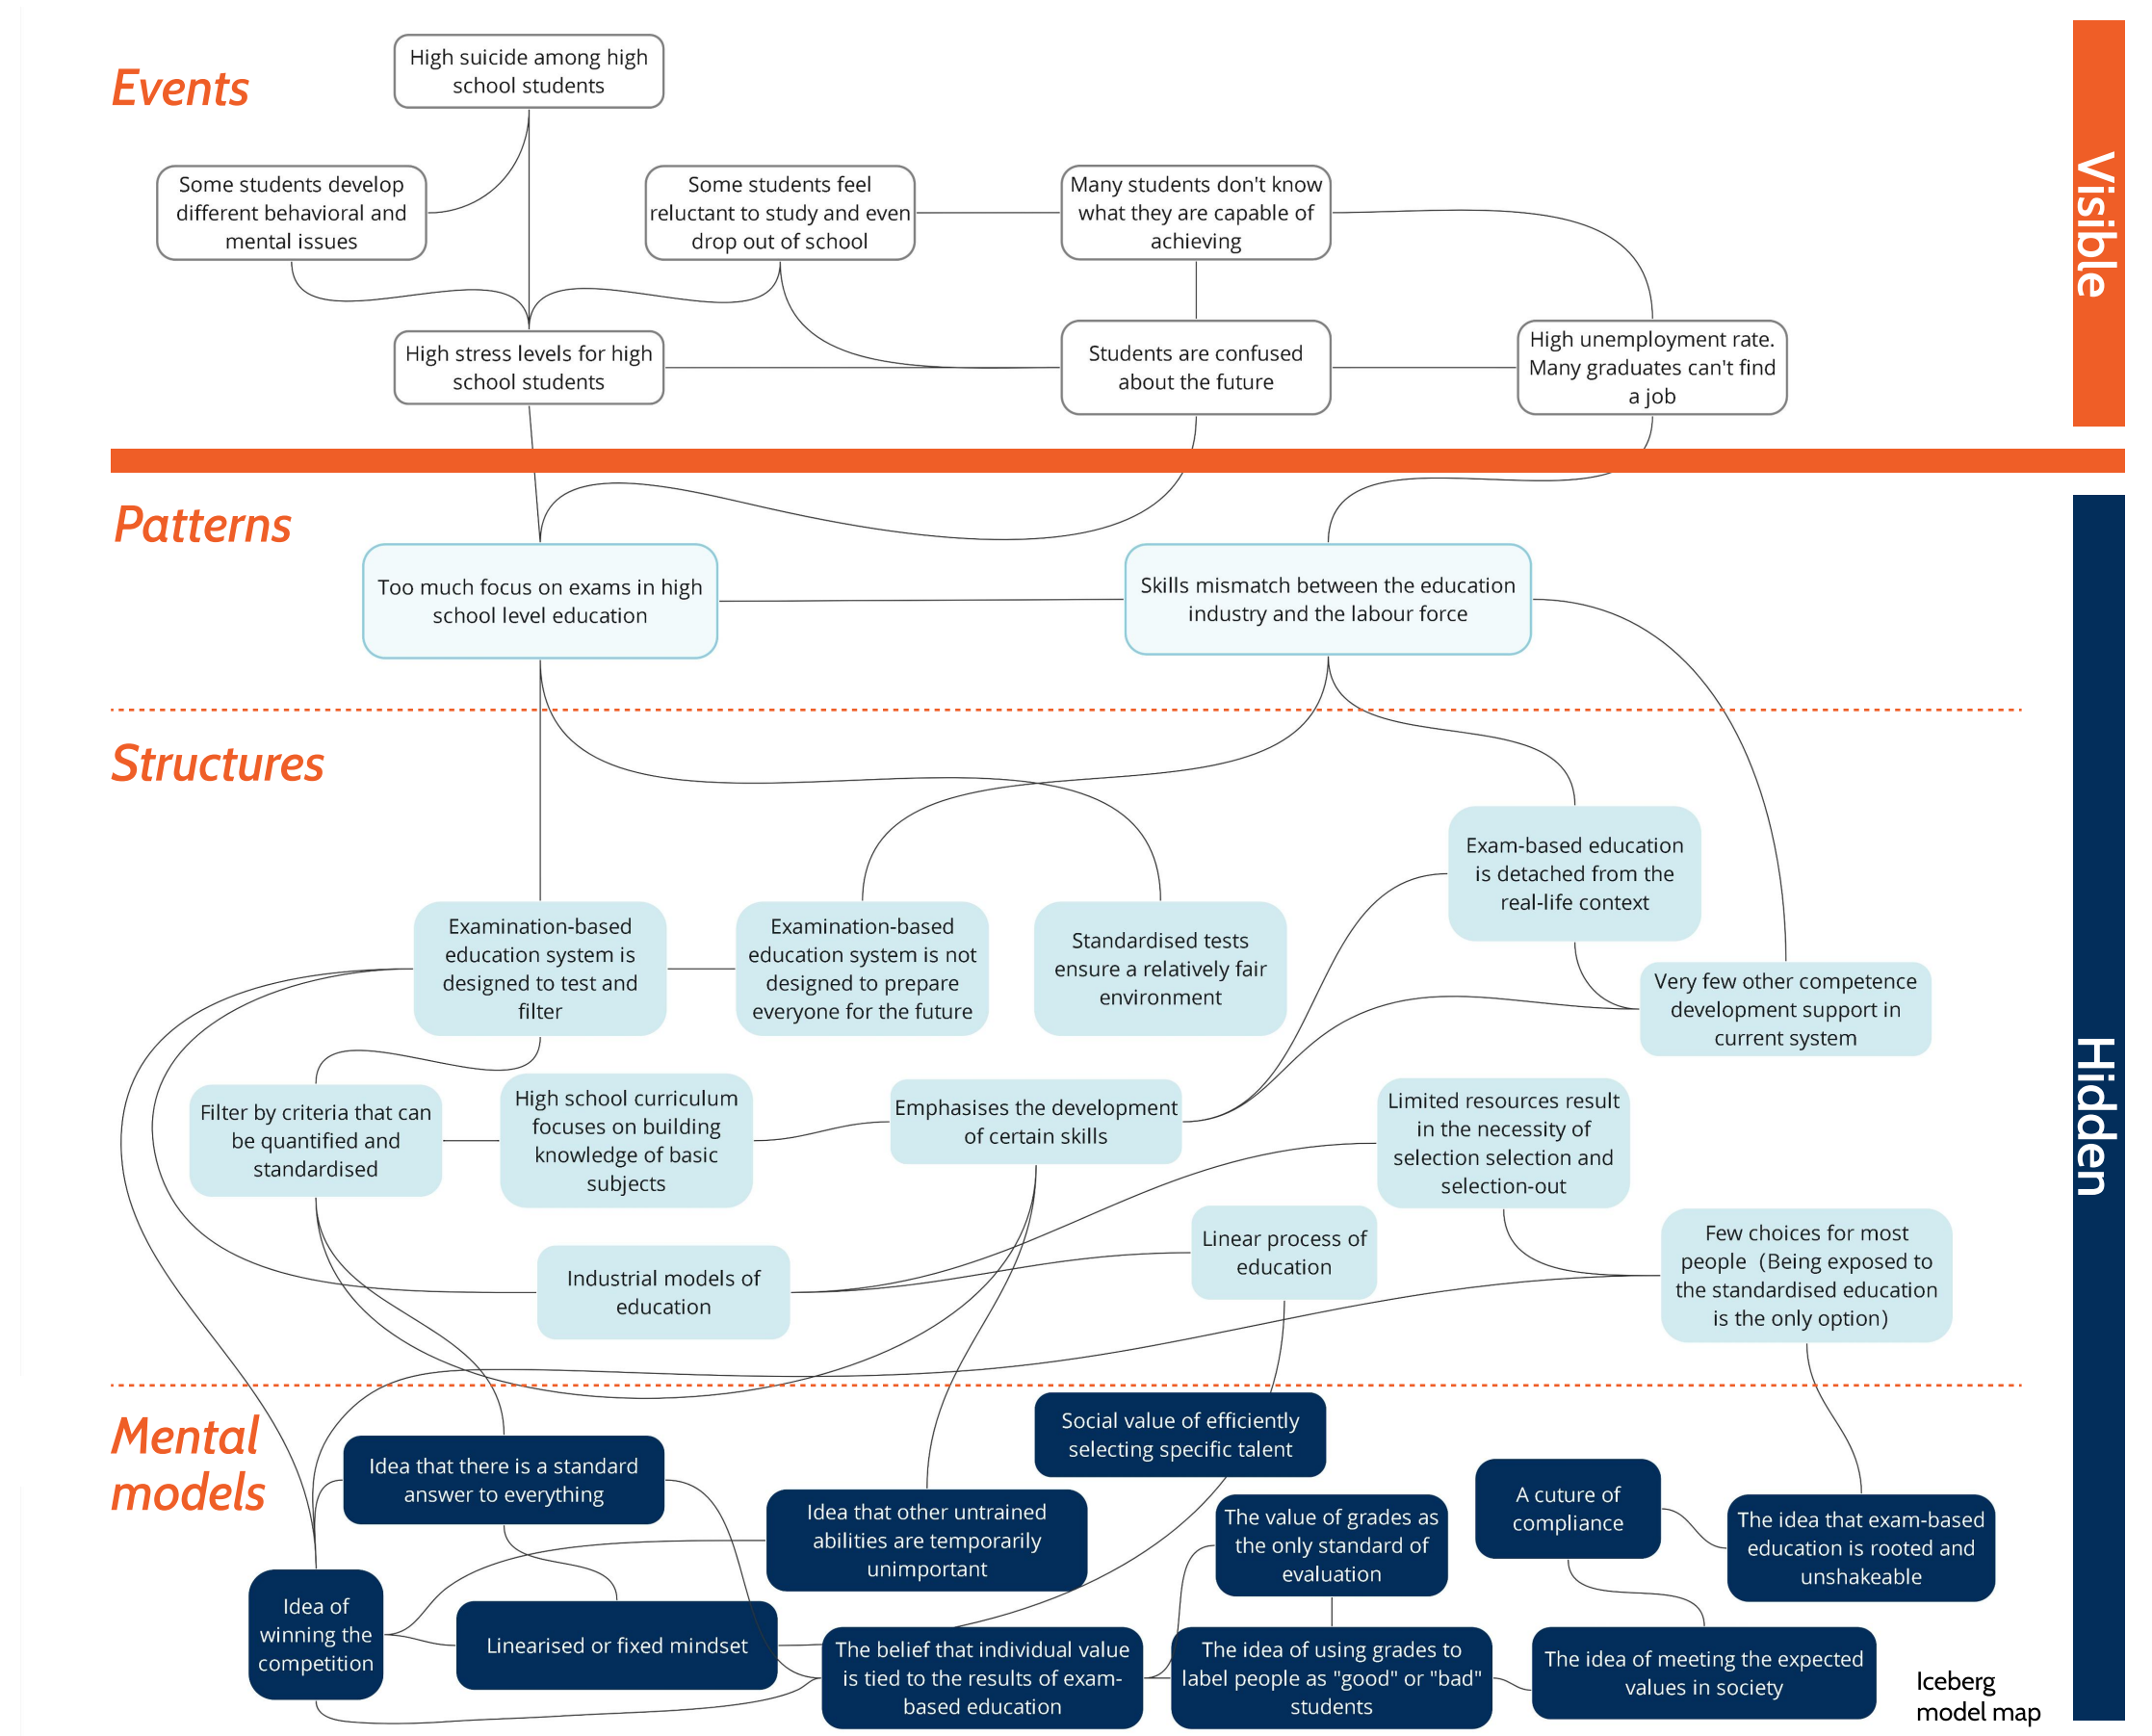 Events
High suicide among high
school students
Visible
Some students develop
different behavioral and
mental issues
Some students feel
reluctant to study and even
drop out of school
Many students don't know
what they are capable of
achieving
High stress levels for high
school students
Students are confused
about the future
High unemployment rate.
Many graduates can't find
a job
Patterns
Too much focus on exams in high
school level education
Skills mismatch between the education
industry and the labour force
Hidden
Structures
Exam-based education
is detached from the
real-life context
Examination-based
education system is
designed to test and
filter
Examination-based
education system is not
designed to prepare
everyone for the future
Standardised tests
ensure a relatively fair
environment
Very few other competence
development support in
current system
Filter by criteria that can
be quantified and
standardised
High school curriculum
focuses on building
knowledge of basic
subjects
Emphasises the development
of certain skills
Limited resources result
in the necessity of
selection selection and
selection-out
Industrial models of
education
Linear process of
education
Few choices for most
people (Being exposed to
the standardised education
is the only option)
Mental
models
Social value of efficiently
selecting specific talent
Idea that there is a standard
answer to everything
Idea that other untrained
abilities are temporarily
unimportant
The value of grades as
the only standard of
evaluation
A cuture of
compliance
The idea that exam-based
education is rooted and
unshakeable
Idea of
winning the
competition
Linearised or fixed mindset
The belief that individual value
is tied to the results of exam-
based education
The idea of using grades to
label people as "good" or "bad"
students
The idea of meeting the expected
values in society
Iceberg
model map